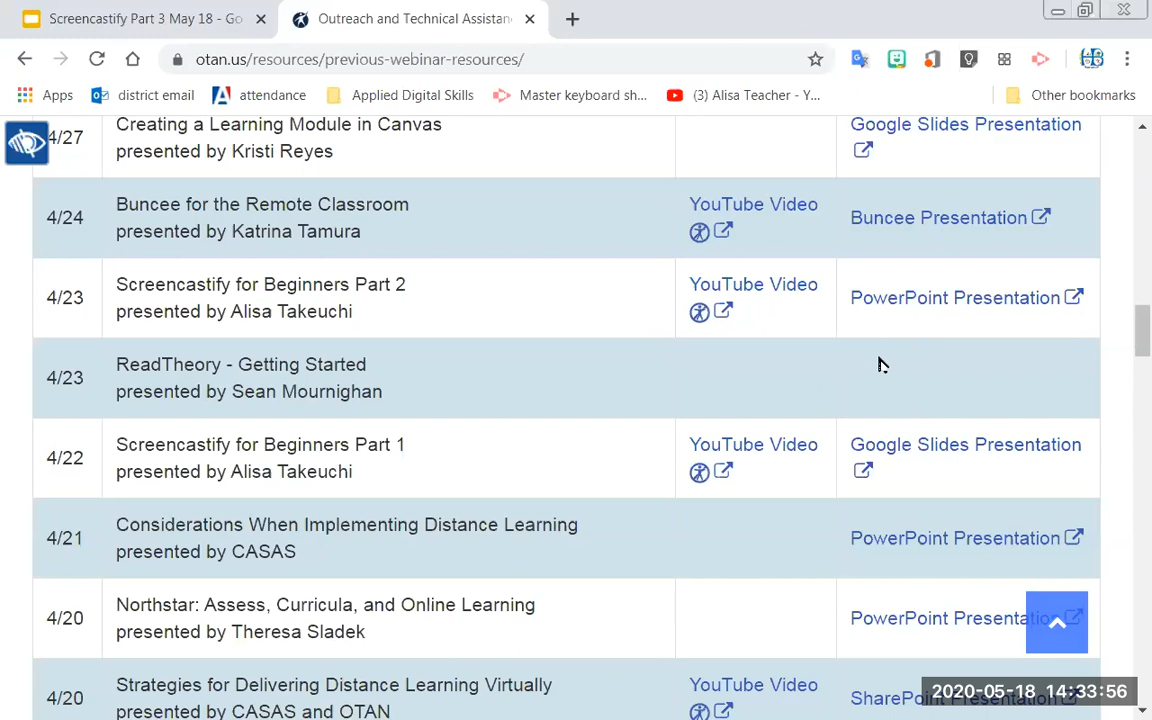 Screencastify Part 3 May 18 - Go
Outreach and Technical Assistan
otan.us/resources/previous-webinar-resources/
Apps
district email
attendance
Applied Digital Skills
Master keyboard sh...
(3) Alisa Teacher - Y...
Other bookmarks
4/27
Creating a Learning Module in Canvas
presented by Kristi Reyes
Google Slides Presentation
4/24
Buncee for the Remote Classroom
presented by Katrina Tamura
YouTube Video
Buncee Presentation
4/23
Screencastify for Beginners Part 2
presented by Alisa Takeuchi
YouTube Video
PowerPoint Presentation
4/23
ReadTheory - Getting Started
presented by Sean Mournighan
4/22
Screencastify for Beginners Part 1
presented by Alisa Takeuchi
YouTube Video
Google Slides Presentation
4/21
Considerations When Implementing Distance Learning
presented by CASAS
PowerPoint Presentation
4/20
Northstar: Assess, Curricula, and Online Learning
presented by Theresa Sladek
PowerPoint Presentation
4/20
Strategies for Delivering Distance Learning Virtually
presented by CASAS and OTAN
YouTube Video
SharePoint Presentation
2020-05-18 14:33:56